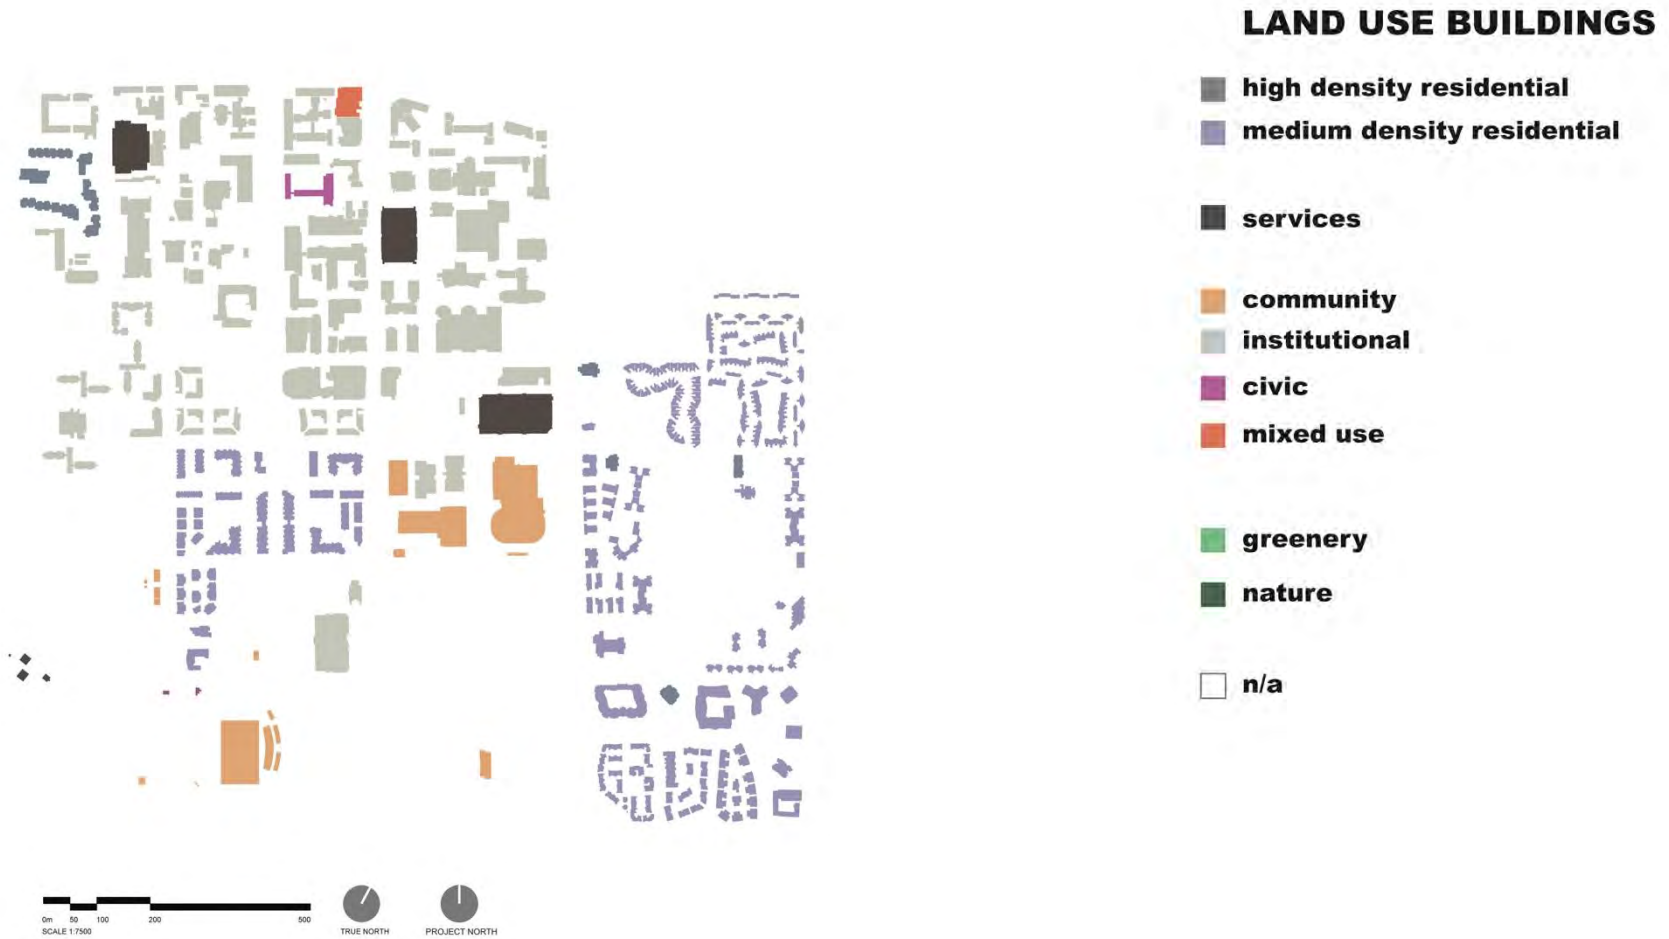 LAND USE BUILDINGS
high density residential
medium density residential
services
community
institutional
civic
mixed use
greenery
nature
n/a
0m 50 100 200 500
SCALE 1:7500
TRUE NORTH
PROJECT NORTH